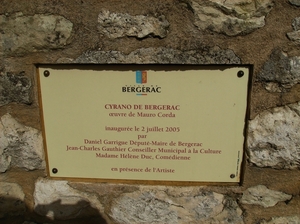 BERGERAC
CYRANO DE BERGERAC
œuvre de Mauro Corda
inaugurée le 2 juillet 2005
par
Daniel Garrigue Député-Maire de Bergerac
Jean-Charles Gauthier Conseiller Municipal à la Culture
Madame Hélène Duc, Comédienne
en présence de l'Artiste